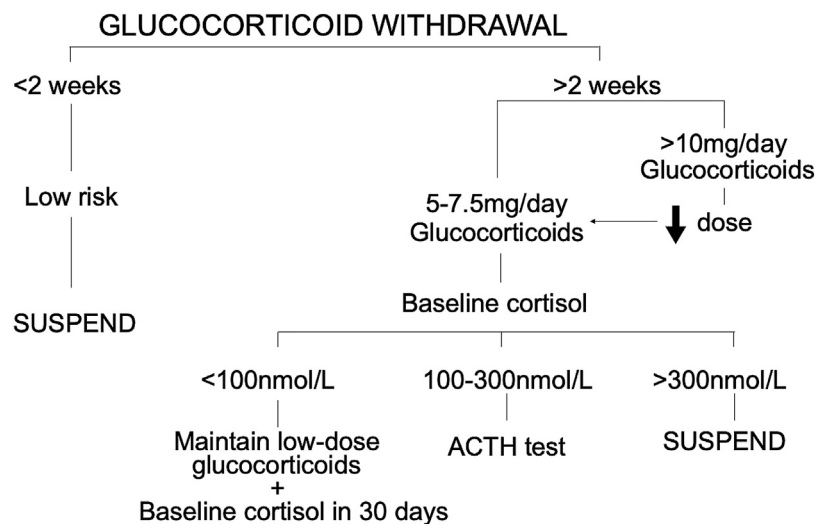 GLUCOCORTICOID WITHDRAWAL
<2 weeks
>2 weeks
>10mg/day
Glucocorticoids
Low risk
5-7.5mg/day
Glucocorticoids
dose
Baseline cortisol
SUSPEND
<100nmol/L
100-300nmol/L
>300nmol/L
Maintain low-dose
glucocorticoids
+
Baseline cortisol in 30 days
ACTH test
SUSPEND